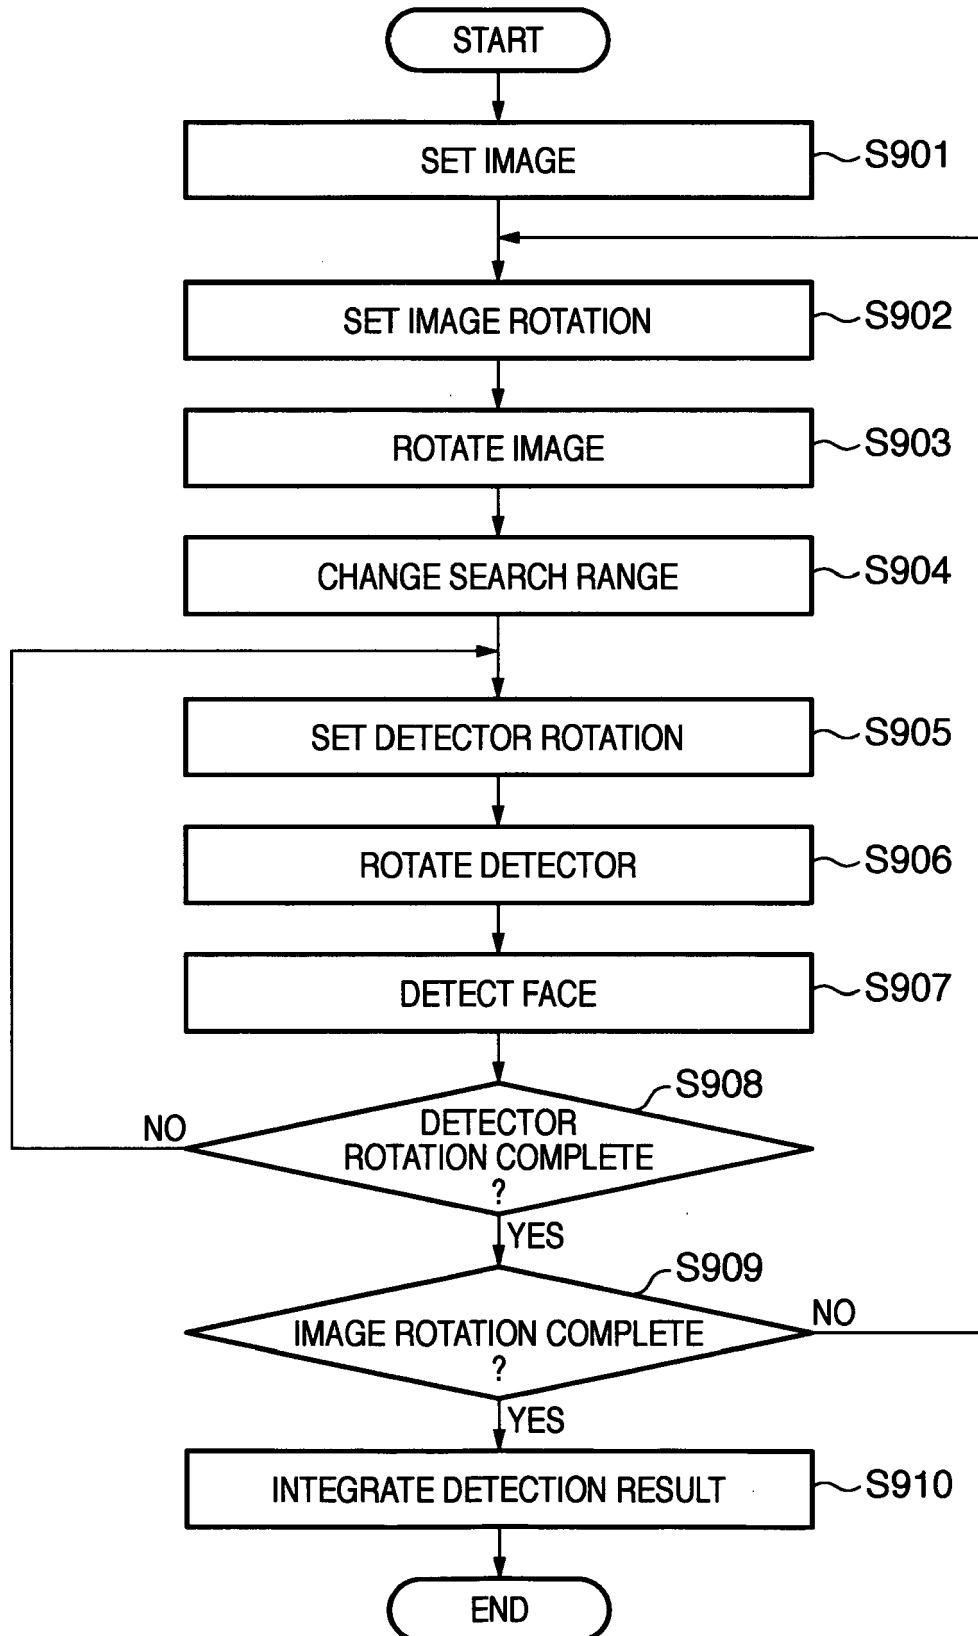 START
SET IMAGE
S901
SET IMAGE ROTATION
S902
ROTATE IMAGE
S903
CHANGE SEARCH RANGE
S904
SET DETECTOR ROTATION
S905
ROTATE DETECTOR
S906
DETECT FACE
S907
S908
DETECTOR
ROTATION COMPLETE
?
NO
YES
S909
IMAGE ROTATION COMPLETE
?
NO
YES
INTEGRATE DETECTION RESULT
S910
END